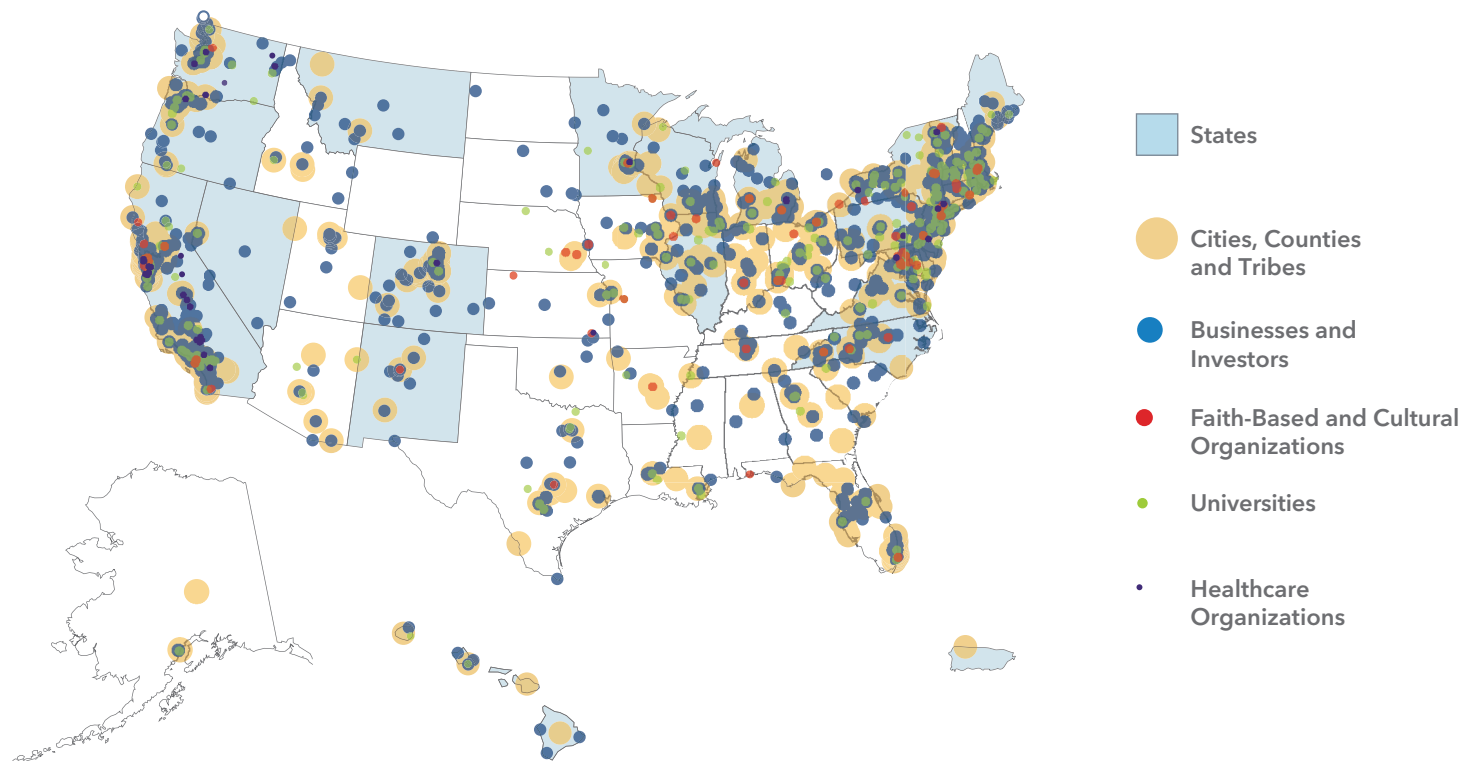 States
Cities, Counties
and Tribes
Businesses and
Investors
Faith-Based and Cultural
Organizations
Universities
Healthcare
Organizations